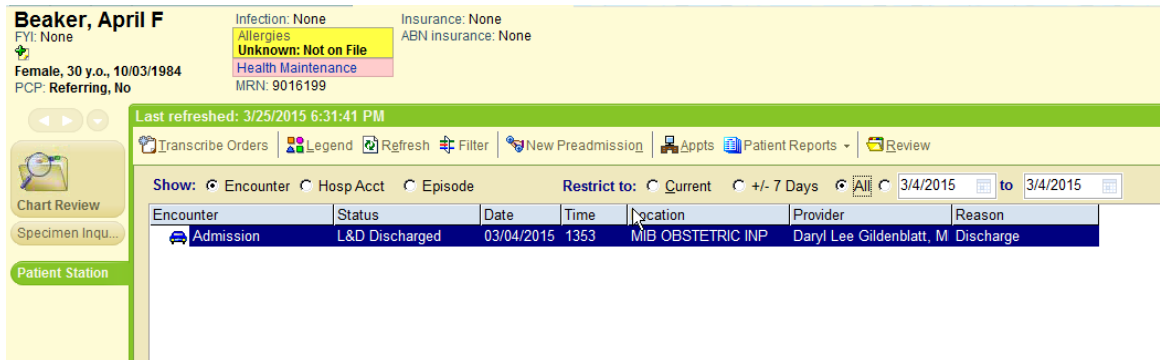 Beaker, April F
FYI: None
Female, 30 y.o., 10/03/1984
PCP: Referring, No
Infection: None
Allergies
Unknown: Not on File
Health Maintenance
MRN: 9016199
Insurance: None
ABN insurance: None
Chart Review
Specimen Inqu...
Patient Station
Last refreshed: 3/25/2015 6:31:41 PM
Transcribe Orders Legend Refresh Filter New Preadmission Appts Patient Reports Review
Show: Encounter Hosp Acct Episode Restrict to: Current +/- 7 Days All 3/4/2015 to 3/4/2015
Encounter Status Date Time Location Provider Reason
Admission L&D Discharged 03/04/2015 1353 MIB OBSTETRIC INP Daryl Lee Gildenblatt, M Discharge